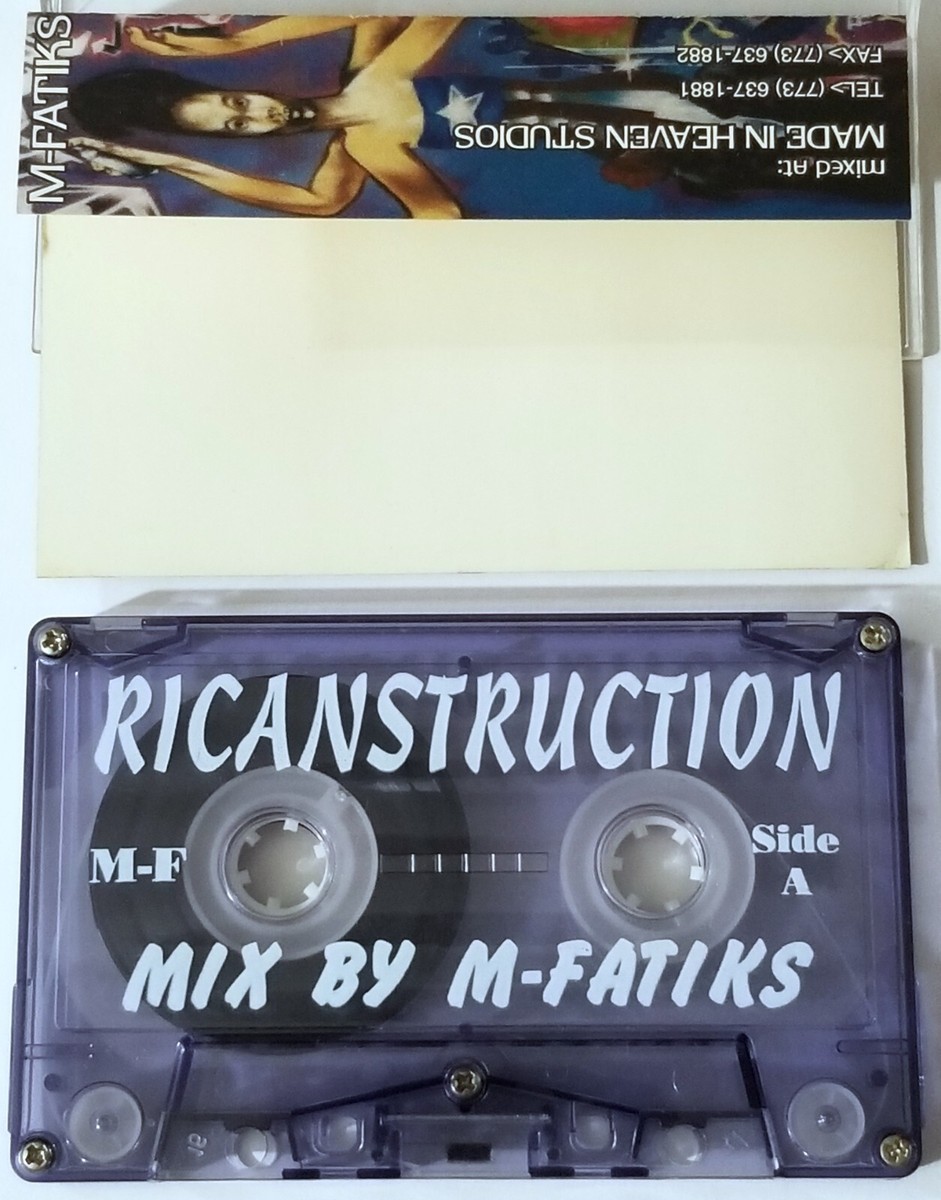 M-FATIKS
mixed at:
MADE IN HEAVEN STUDIOS
TEL> (773) 637-1881
FAX> (773) 637-1882
RICANSTRUCTION
M-F
Side
A
MIX BY M-FATIKS